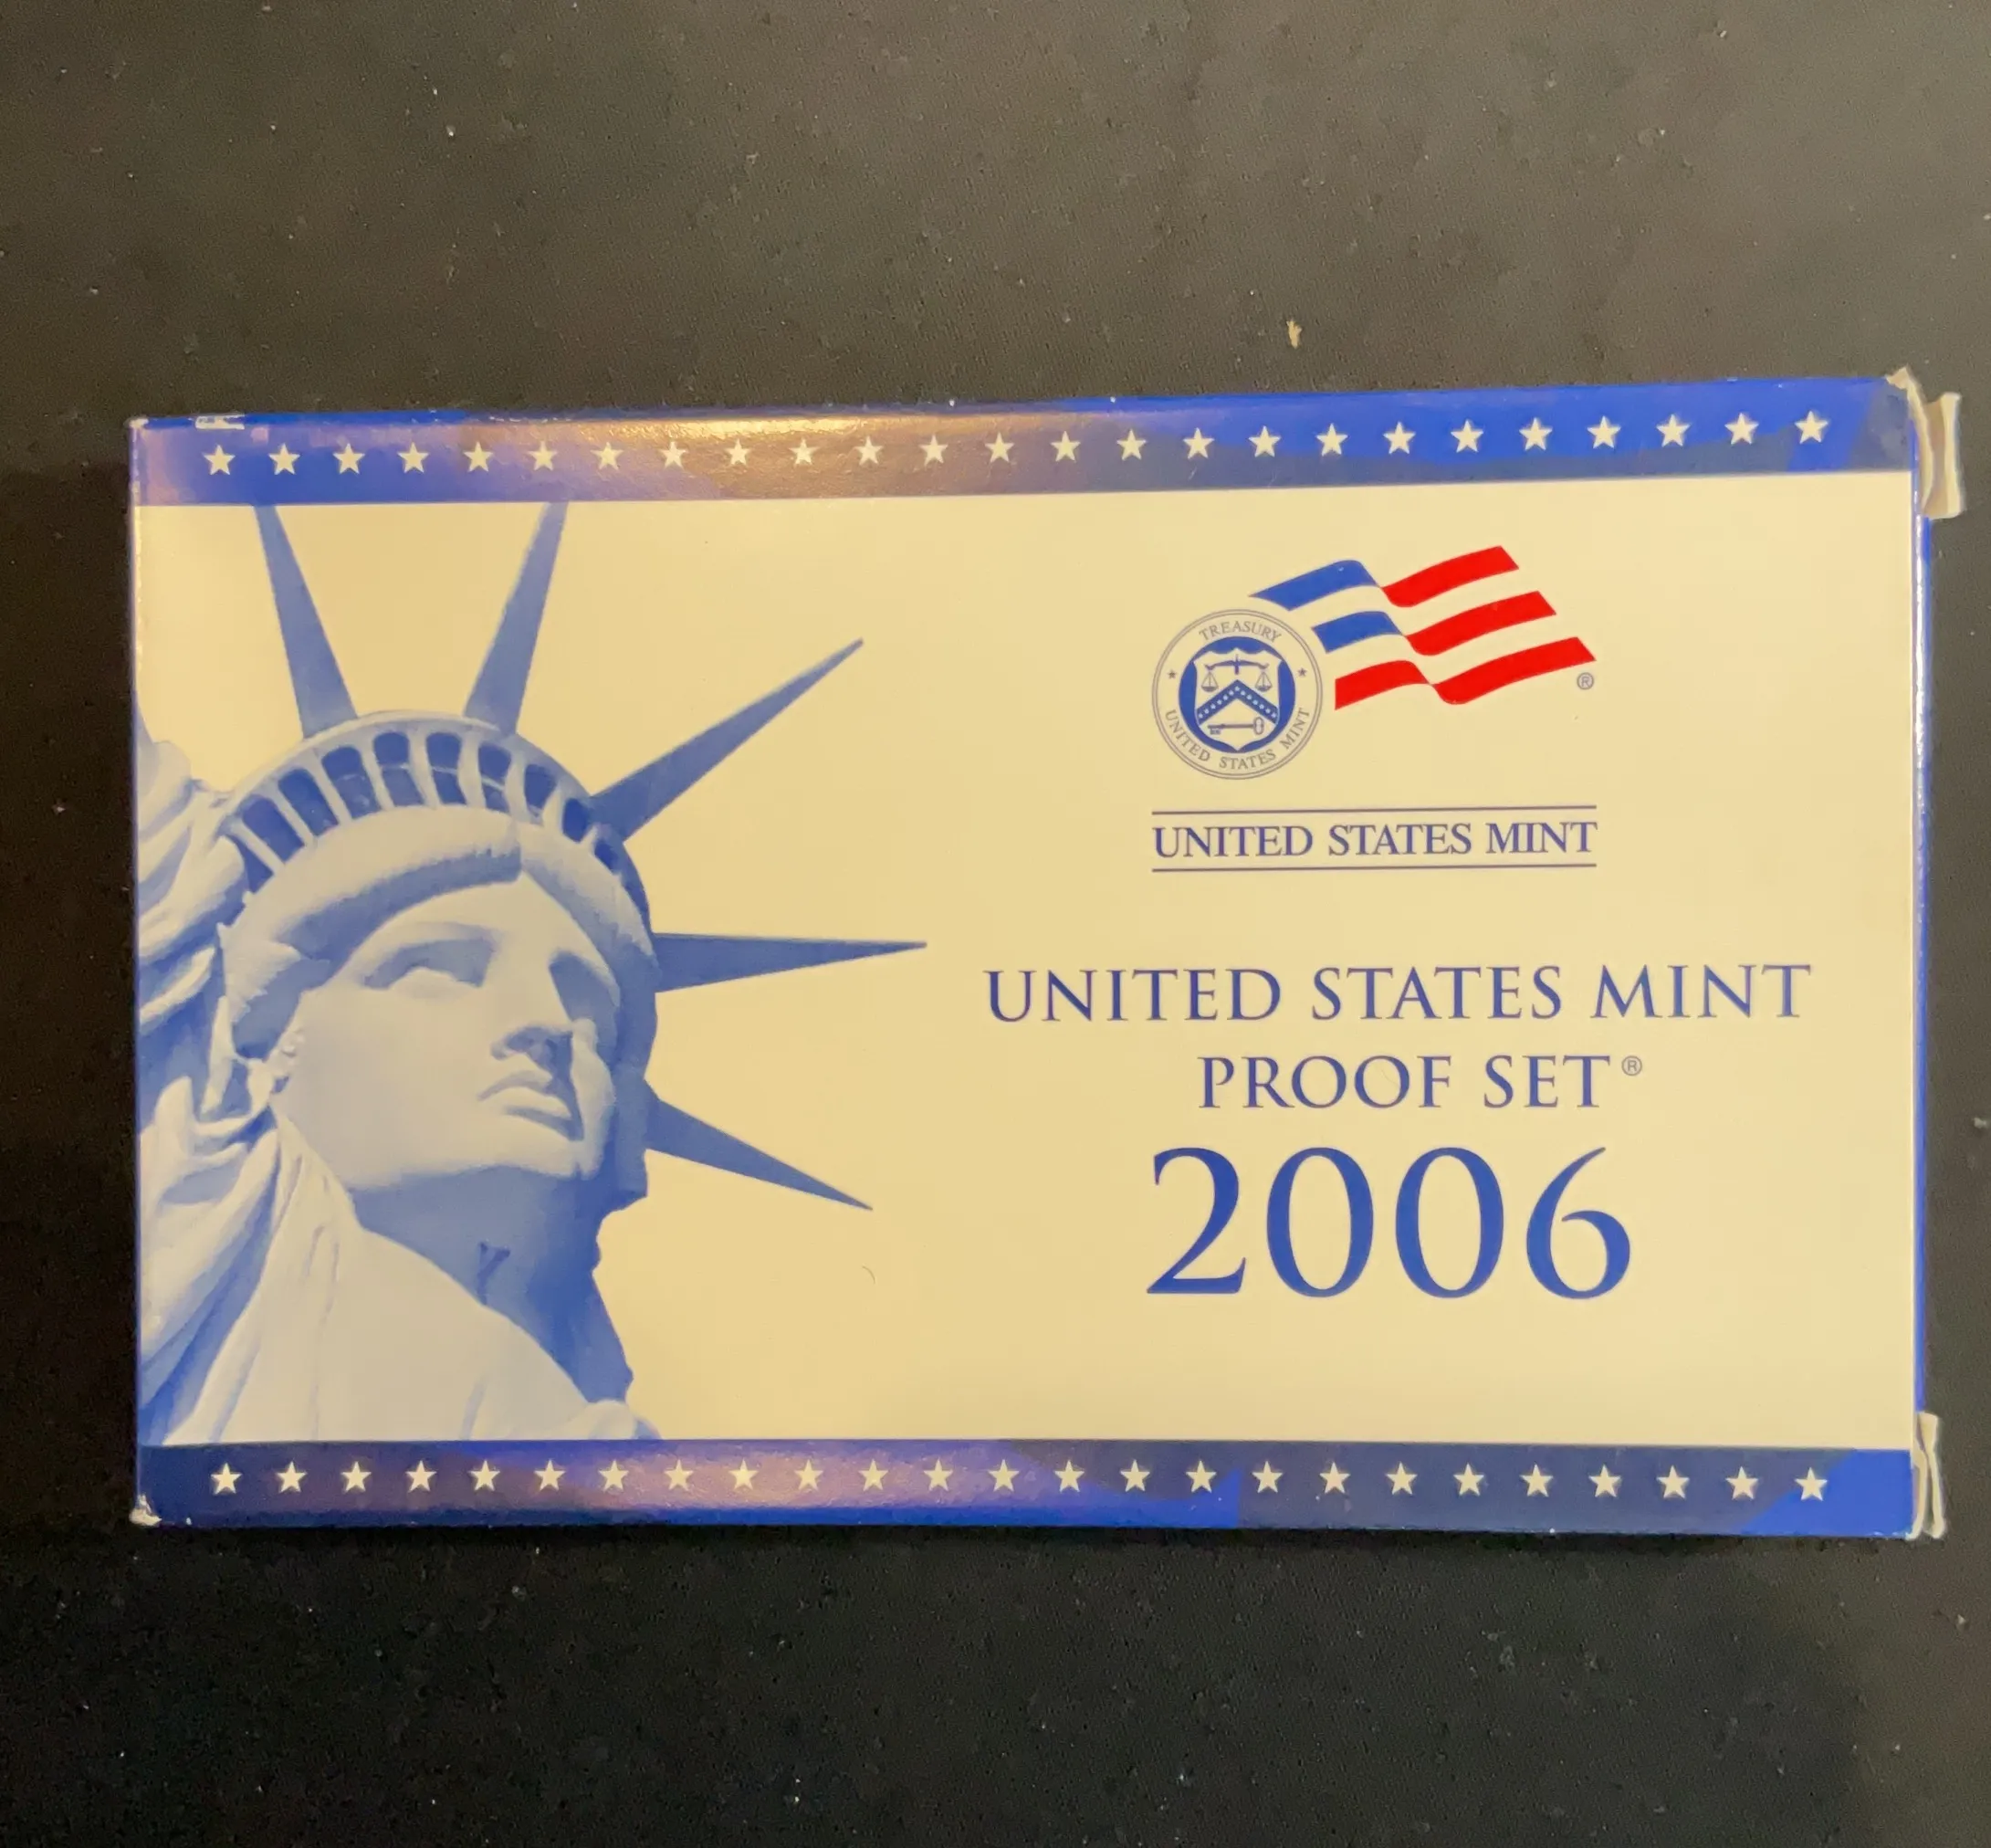 TREASURY
UNITED STATES MINT
®
UNITED STATES MINT
UNITED STATES MINT
PROOF SET®
2006